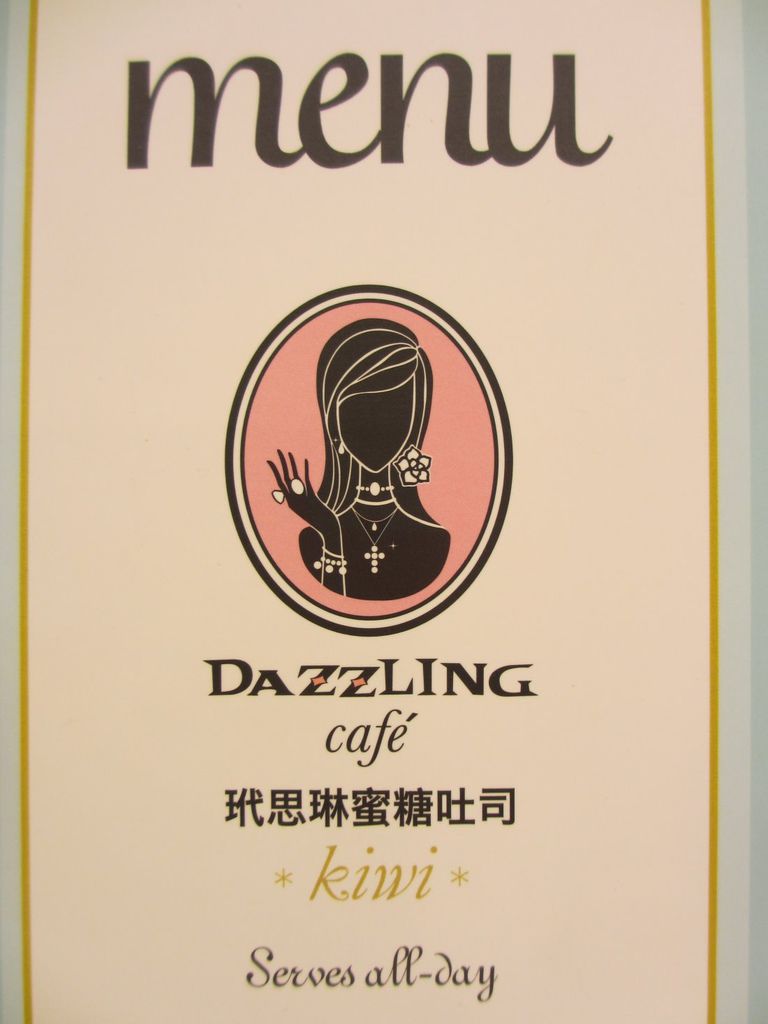 menu
DAZZLING
café
玳思琳蜜糖吐司
* kiwi *
Serves all-day